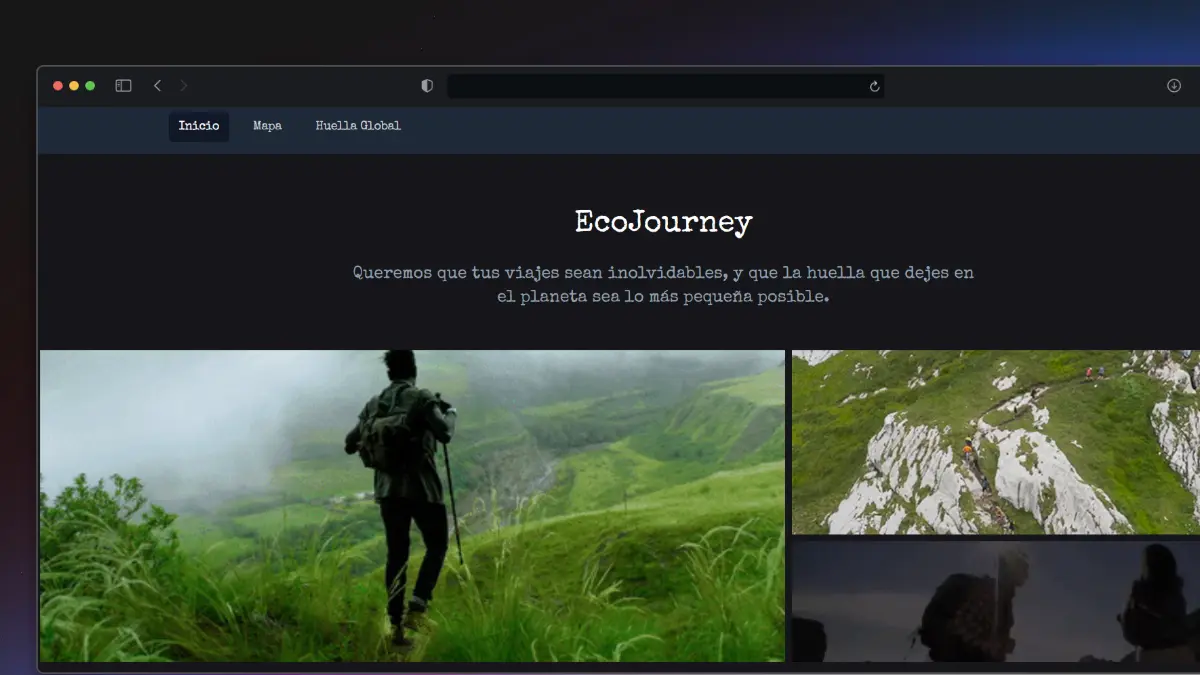 Inicio Mapa Huella Global
EcoJourney
Queremos que tus viajes sean inolvidables, y que la huella que dejes en
el planeta sea lo más pequeña posible.